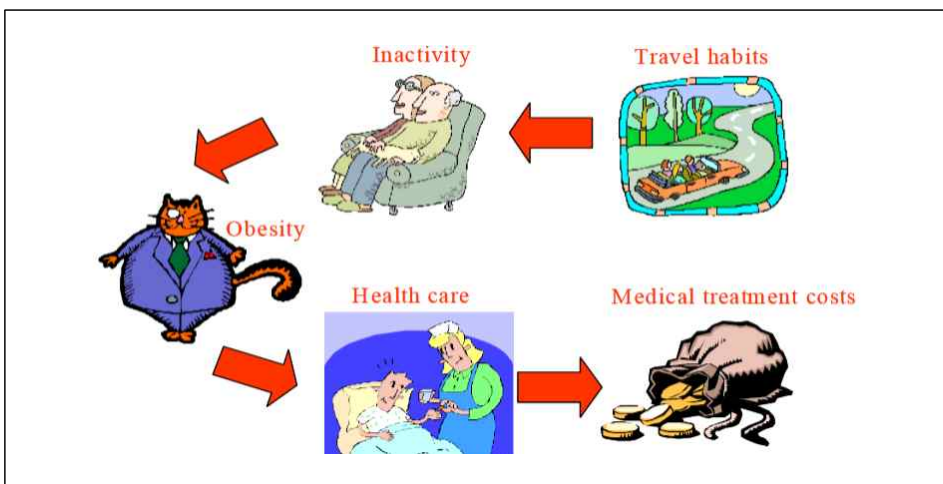 Inactivity
Travel habits
Obesity
Health care
Medical treatment costs